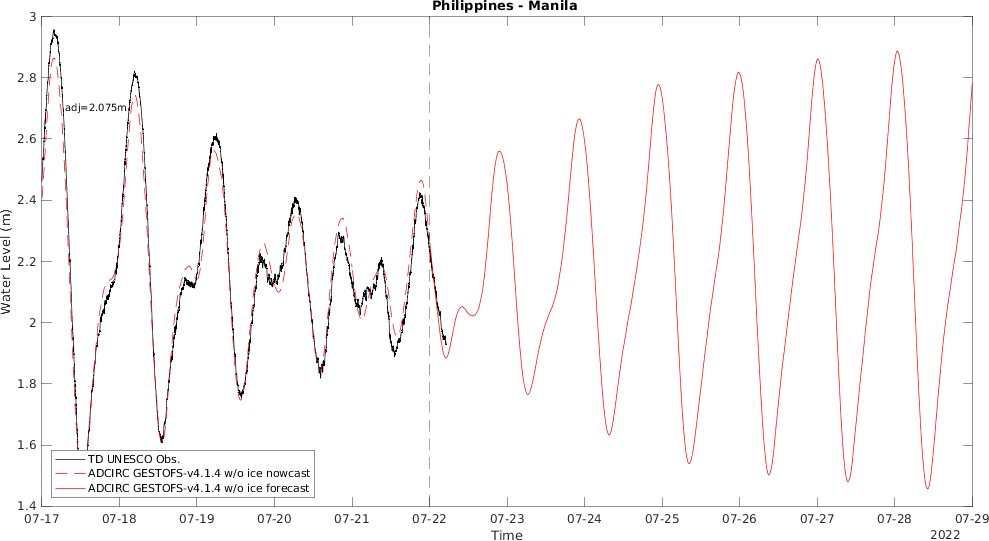 Philippines - Manila
3
2.8
2.6
2.4
2.2
2
1.8
1.6
1.4
Water Level (m)
adj=2.075m
TD UNESCO Obs.
ADCIRC GESTOFS-v4.1.4 w/o ice nowcast
ADCIRC GESTOFS-v4.1.4 w/o ice forecast
07-17 07-18 07-19 07-20 07-21 07-22 07-23 07-24 07-25 07-26 07-27 07-28 07-29
Time
2022